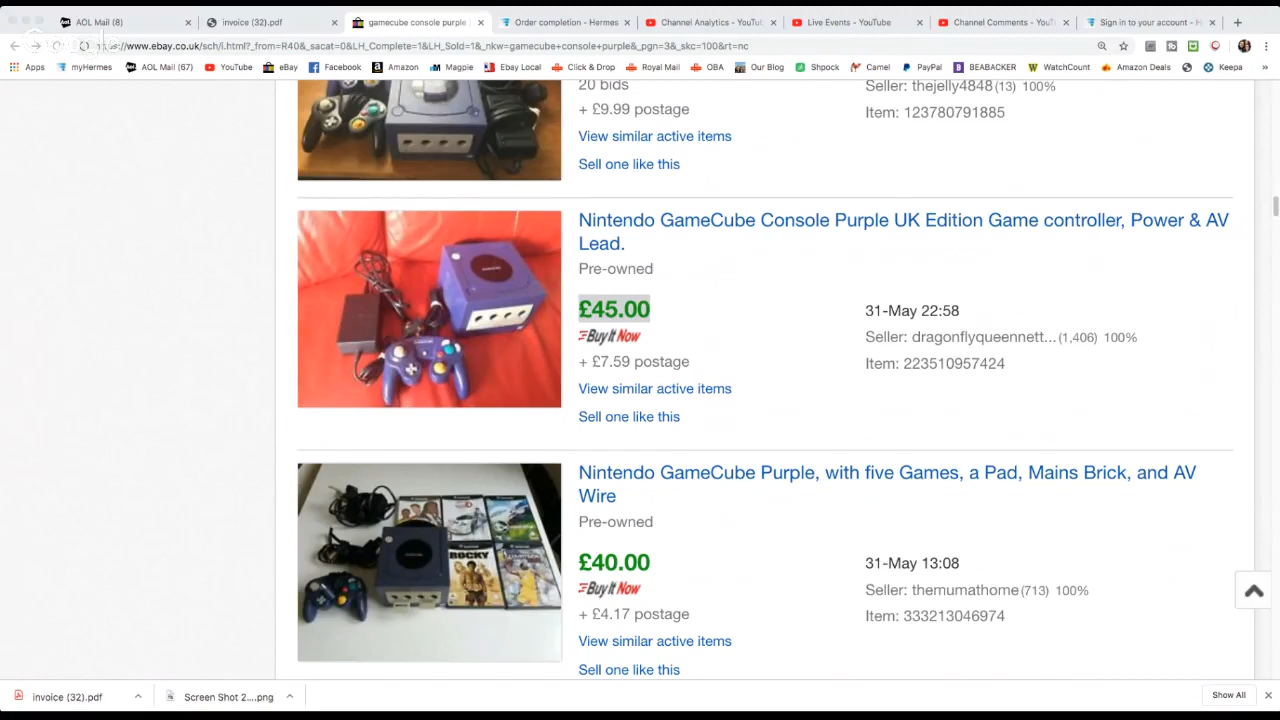 AOL Mail (8)
invoice (32).pdf
gamecube console purple
Order completion - Hermes
Channel Analytics - YouTub
Live Events - YouTube
Channel Comments - YouTu
Sign in to your account - H
https://www.ebay.co.uk/sch/i.html?_from=R40&_sacat=0&LH_Complete=1&LH_Sold=1&_nkw=gamecube+console+purple&_pgn=3&_skc=100&rt=nc
Apps
myHermes
AOL Mail (67)
YouTube
eBay
Facebook
Amazon
Magpie
Ebay Local
Click & Drop
Royal Mail
OBA
Our Blog
Shpock
Camel
PayPal
BEABACKER
WatchCount
Amazon Deals
Keepa
20 bids
+ £9.99 postage
View similar active items
Sell one like this
Seller: thejelly4848 (13) 100%
Item: 123780791885
Nintendo GameCube Console Purple UK Edition Game controller, Power & AV
Lead.
Pre-owned
£45.00
Buy It Now
+ £7.59 postage
View similar active items
Sell one like this
31-May 22:58
Seller: dragonflyqueennett... (1,406) 100%
Item: 223510957424
Nintendo GameCube Purple, with five Games, a Pad, Mains Brick, and AV
Wire
Pre-owned
£40.00
Buy It Now
+ £4.17 postage
View similar active items
Sell one like this
31-May 13:08
Seller: themumathome (713) 100%
Item: 333213046974
ROCKY
invoice (32).pdf
Screen Shot 2....png
Show All